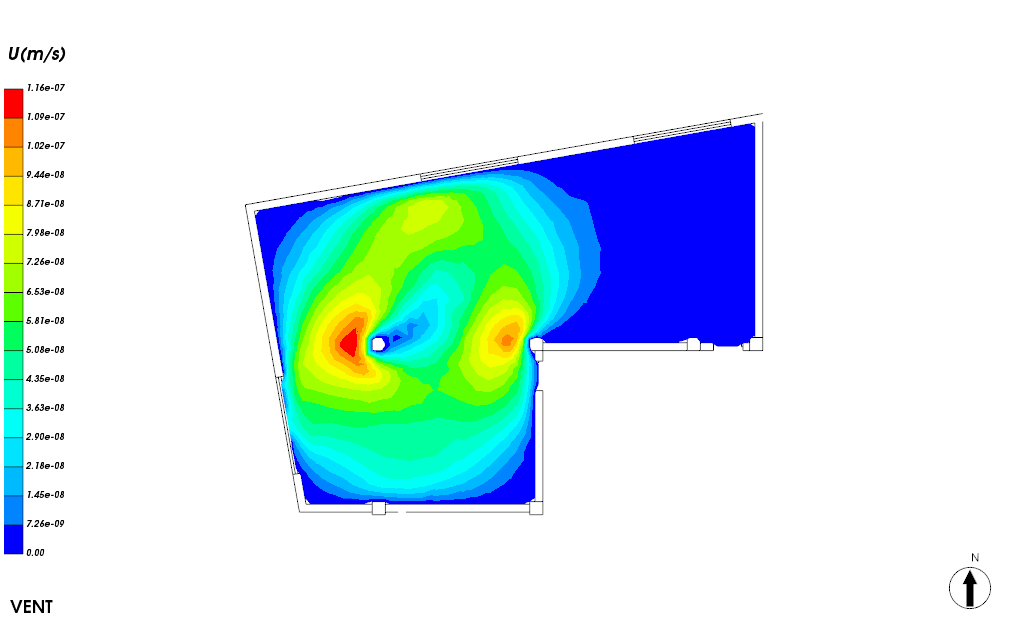 U(m/s)
1.16e-07
1.09e-07
1.02e-07
9.44e-08
8.71e-08
7.98e-08
7.26e-08
6.53e-08
5.81e-08
5.08e-08
4.35e-08
3.63e-08
2.90e-08
2.18e-08
1.45e-08
7.26e-09
0.00
N
VENT